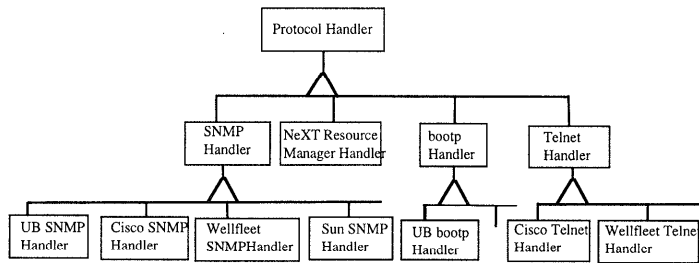 Protocol Handler
SNMP
Handler
NeXT Resource
Manager Handler
bootp
Handler
Telnet
Handler
UB SNMP
Handler
Cisco SNMP
Handler
Wellfleet
SNMPHandler
Sun SNMP
Handler
UB bootp
Handler
Cisco Telnet
Handler
Wellfleet Telnet
Handler